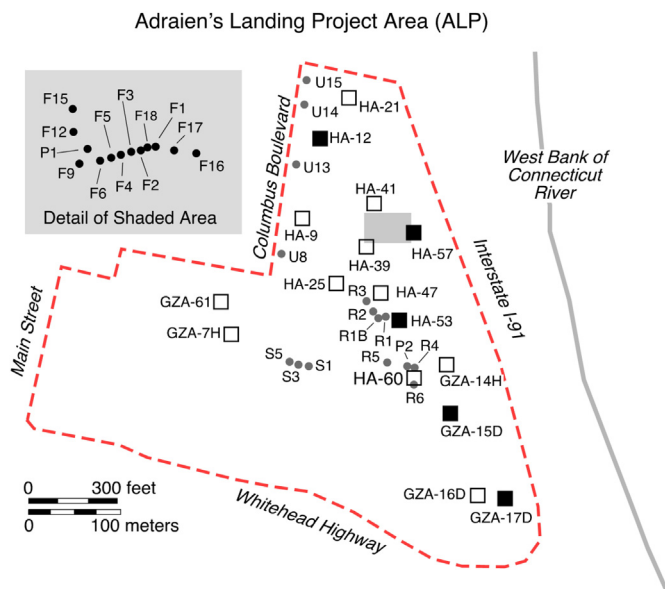 Adraien's Landing Project Area (ALP)
F15
F3
F1
F18
F5
F17
F12
P1
F9
F6
F4
F2
F16
Detail of Shaded Area
U15
U14
HA-21
HA-12
U13
Columbus Boulevard
West Bank of
Connecticut
River
HA-41
HA-9
HA-57
HA-39
U8
Interstate I-91
HA-25
HA-47
R3
GZA-61
R2
HA-53
GZA-7H
R1B
R1
P2
R4
Main Street
S5
S3
S1
R5
HA-60
GZA-14H
R6
GZA-15D
GZA-16D
GZA-17D
Whitehead Highway
0 300 feet
0 100 meters